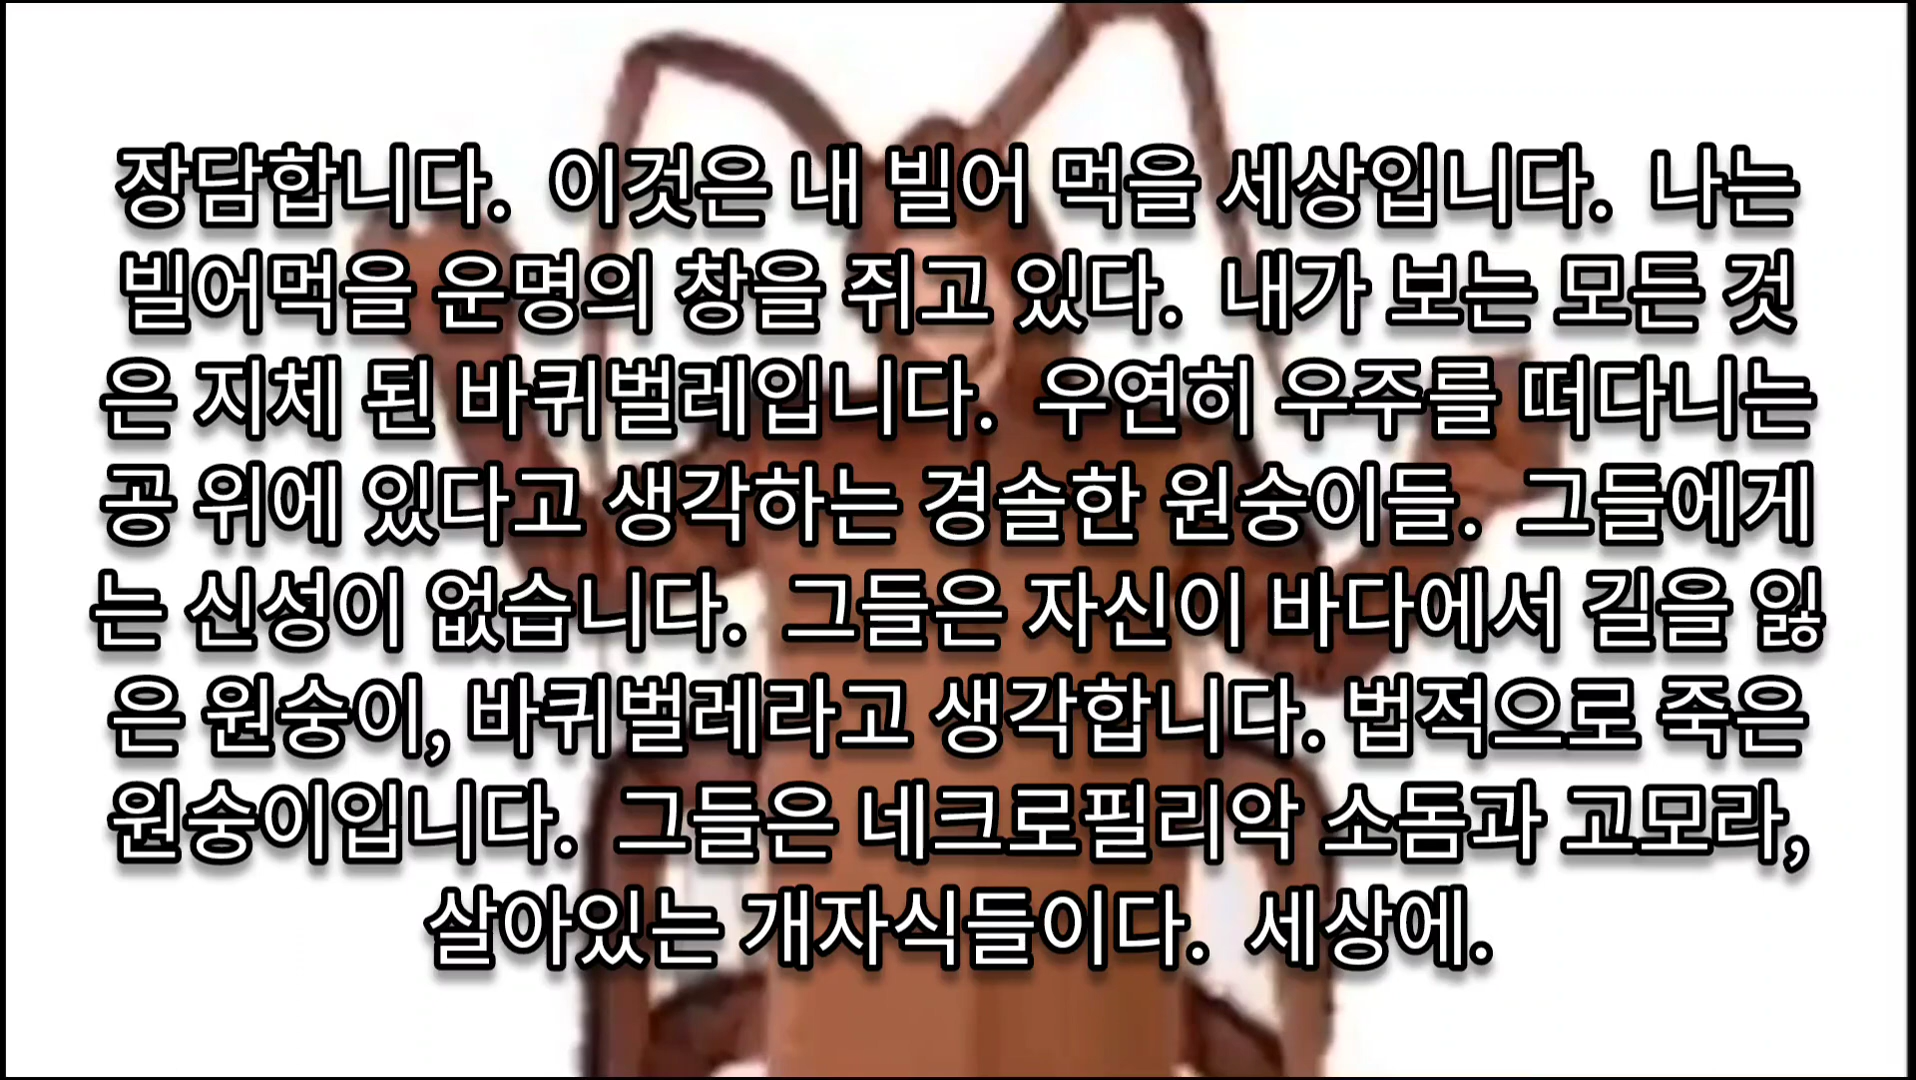 장담합니다. 이것은 내 빌어 먹을 세상입니다. 나는
빌어먹을 운명의 창을 쥐고 있다. 내가 보는 모든 것
은 지체 된 바퀴벌레입니다. 우연히 우주를 떠다니는
공 위에 있다고 생각하는 경솔한 원숭이들. 그들에게
는 신성이 없습니다. 그들은 자신이 바다에서 길을 잃
은 원숭이, 바퀴벌레라고 생각합니다. 법적으로 죽은
원숭이입니다. 그들은 네크로필리악 소돔과 고모라,
살아있는 개자식들이다. 세상에.